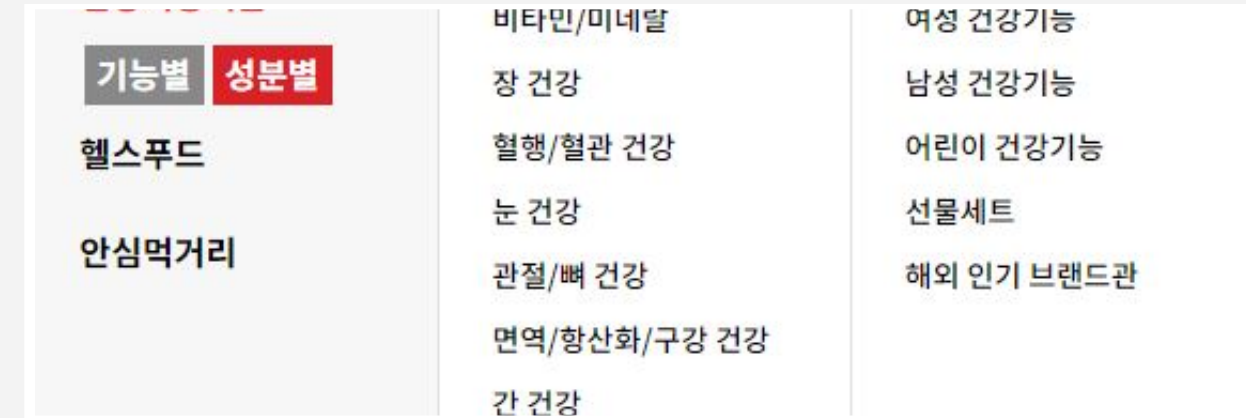 기능별 성분별
헬스푸드
안심먹거리
비타민/미네랄
장 건강
혈행/혈관 건강
눈 건강
관절/뼈 건강
면역/항산화/구강 건강
간 건강
여성 건강기능
남성 건강기능
어린이 건강기능
선물세트
해외 인기 브랜드관